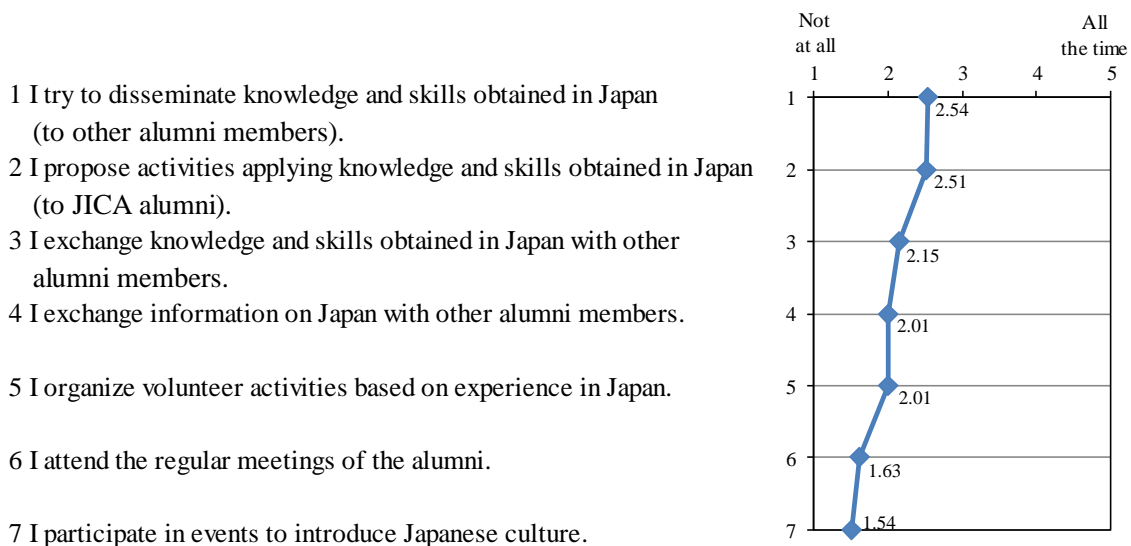 Not
at all
All
the time
1 2 3 4 5
1 I try to disseminate knowledge and skills obtained in Japan
(to other alumni members).
1
2.54
2 I propose activities applying knowledge and skills obtained in Japan
(to JICA alumni).
2
2.51
3 I exchange knowledge and skills obtained in Japan with other
alumni members.
3
2.15
4 I exchange information on Japan with other alumni members.
4
2.01
5 I organize volunteer activities based on experience in Japan.
5
2.01
6 I attend the regular meetings of the alumni.
6
1.63
7 I participate in events to introduce Japanese culture.
7
1.54